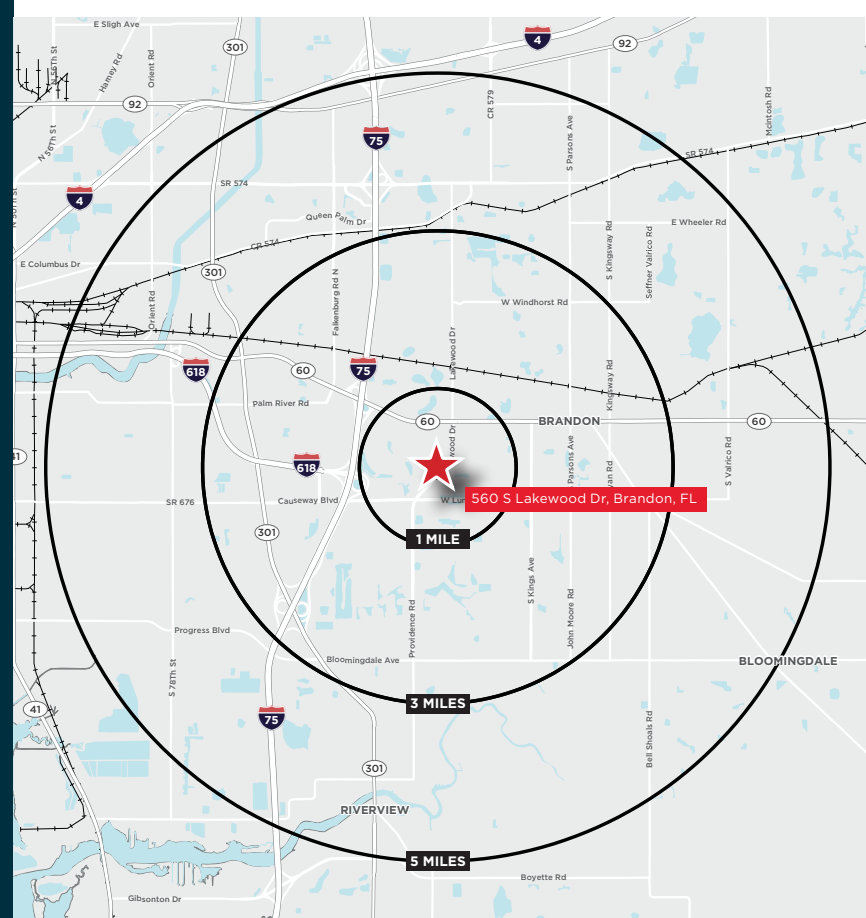 E Sligh Ave
4
92
301
N 56Th St
Harney Rd
Orient Rd
CR 579
McIntosh Rd
92
75
S Parsons Ave
N 56Th St
SR 574
4
SR 574
Queen Palm Dr
E Wheeler Rd
CR 574
S Kingsway Rd
Seffner Valrico Rd
E Columbus Dr
301
Orient Rd
Falkenburg Rd N
W Windhorst Rd
Lakewood Dr
618
60
75
Kingsway Rd
Palm River Rd
60
BRANDON
60
S Parsons Ave
S Valrico Rd
618
SR 676
Causeway Blvd
560 S Lakewood Dr, Brandon, FL
301
1 MILE
S Kings Ave
John Moore Rd
Providence Rd
Progress Blvd
Bloomingdale Ave
BLOOMINGDALE
S 78Th St
3 MILES
41
75
Bell Shoals Rd
301
RIVERVIEW
5 MILES
Boyette Rd
Gibsonton Dr